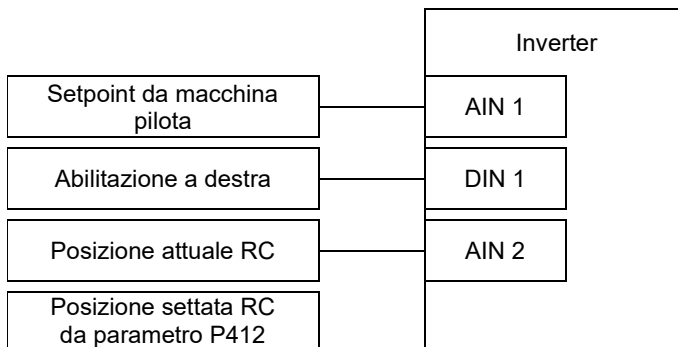 Inverter
Setpoint da macchina
pilota
AIN 1
Abilitazione a destra
DIN 1
Posizione attuale RC
AIN 2
Posizione settata RC
da parametro P412